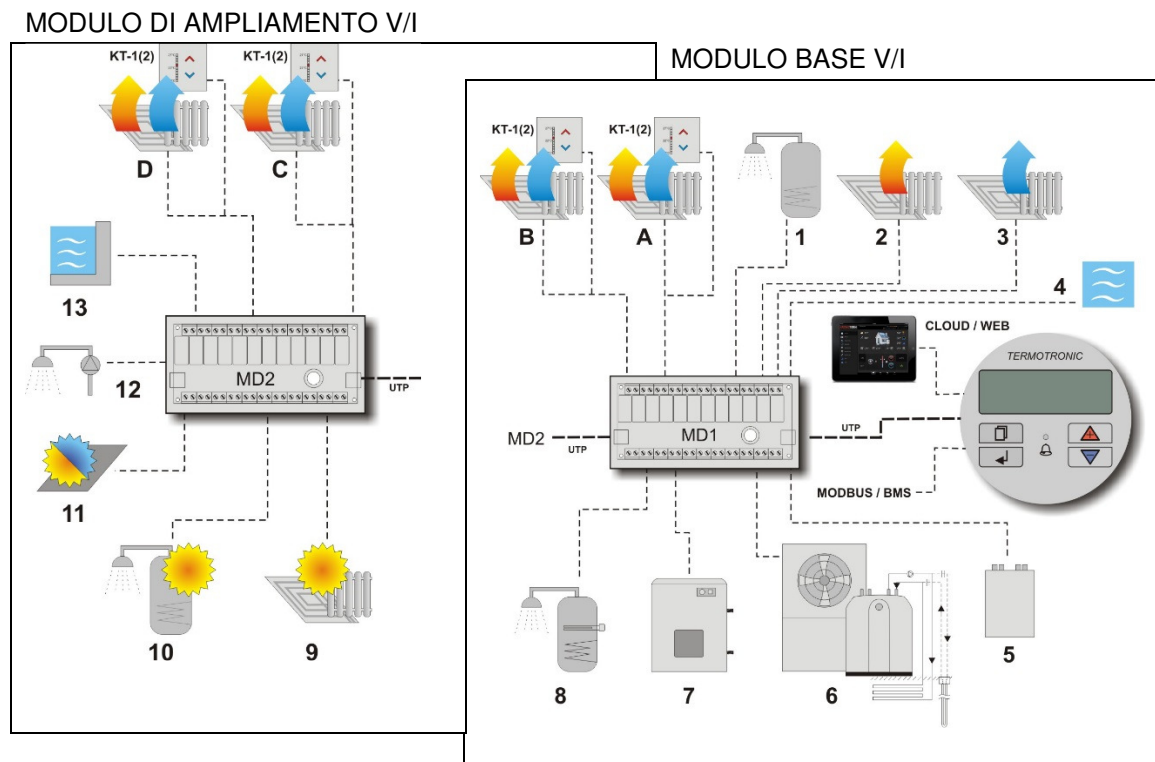 MODULO DI AMPLIAMENTO V/I
MODULO BASE V/I
KT-1(2)
KT-1(2)
D
C
KT-1(2)
KT-1(2)
B
A
1
2
3
4
13
CLOUD / WEB
TERMOTRONIC
12
MD2
UTP
MD2
UTP
MD1
UTP
MODBUS / BMS
11
10
9
8
7
6
5